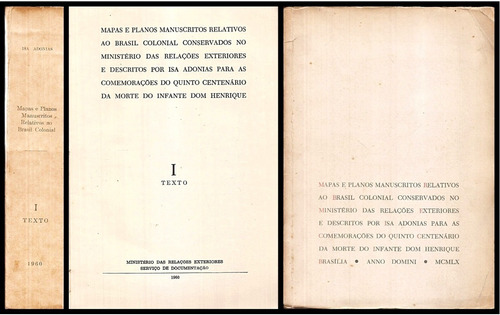 ISA ADONIAS
Mapas e Planos
Manuscritos
Relativos ao
Brasil Colonial
I
TEXTO
1960
MAPAS E PLANOS MANUSCRITOS RELATIVOS
AO BRASIL COLONIAL CONSERVADOS NO
MINISTÉRIO DAS RELAÇÕES EXTERIORES
E DESCRITOS POR ISA ADONIAS PARA AS
COMEMORAÇÕES DO QUINTO CENTENÁRIO
DA MORTE DO INFANTE DOM HENRIQUE
I
TEXTO
MINISTÉRIO DAS RELAÇÕES EXTERIORES
SERVIÇO DE DOCUMENTAÇÃO
1960
MAPAS E PLANOS MANUSCRITOS RELATIVOS
AO BRASIL COLONIAL CONSERVADOS NO
MINISTÉRIO DAS RELAÇÕES EXTERIORES
E DESCRITOS POR ISA ADONIAS PARA AS
COMEMORAÇÕES DO QUINTO CENTENÁRIO
DA MORTE DO INFANTE DOM HENRIQUE
BRASÍLIA • ANNO DOMINI • MCMLX